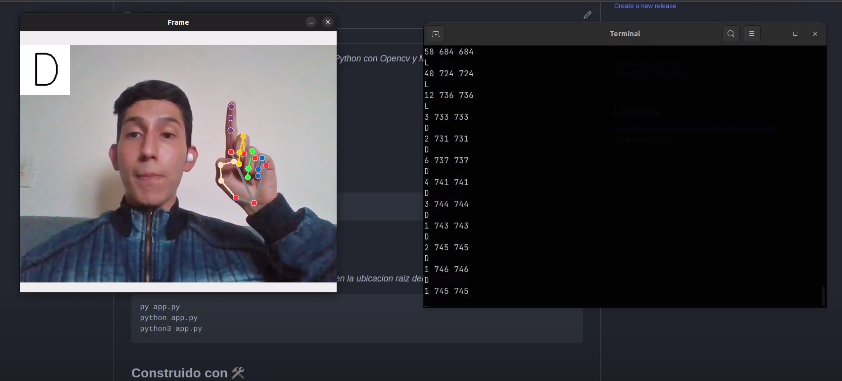 Create a new release
Frame
D
Python con Opencv y M
en la ubicacion raiz de
py app.py
python app.py
python3 app.py
Construido con 🛠️
Terminal
58 684 684
L
40 724 724
L
12 736 736
L
3 733 733
D
2 731 731
D
6 737 737
D
4 741 741
D
3 744 744
D
1 743 743
D
2 745 745
D
1 746 746
D
1 745 745